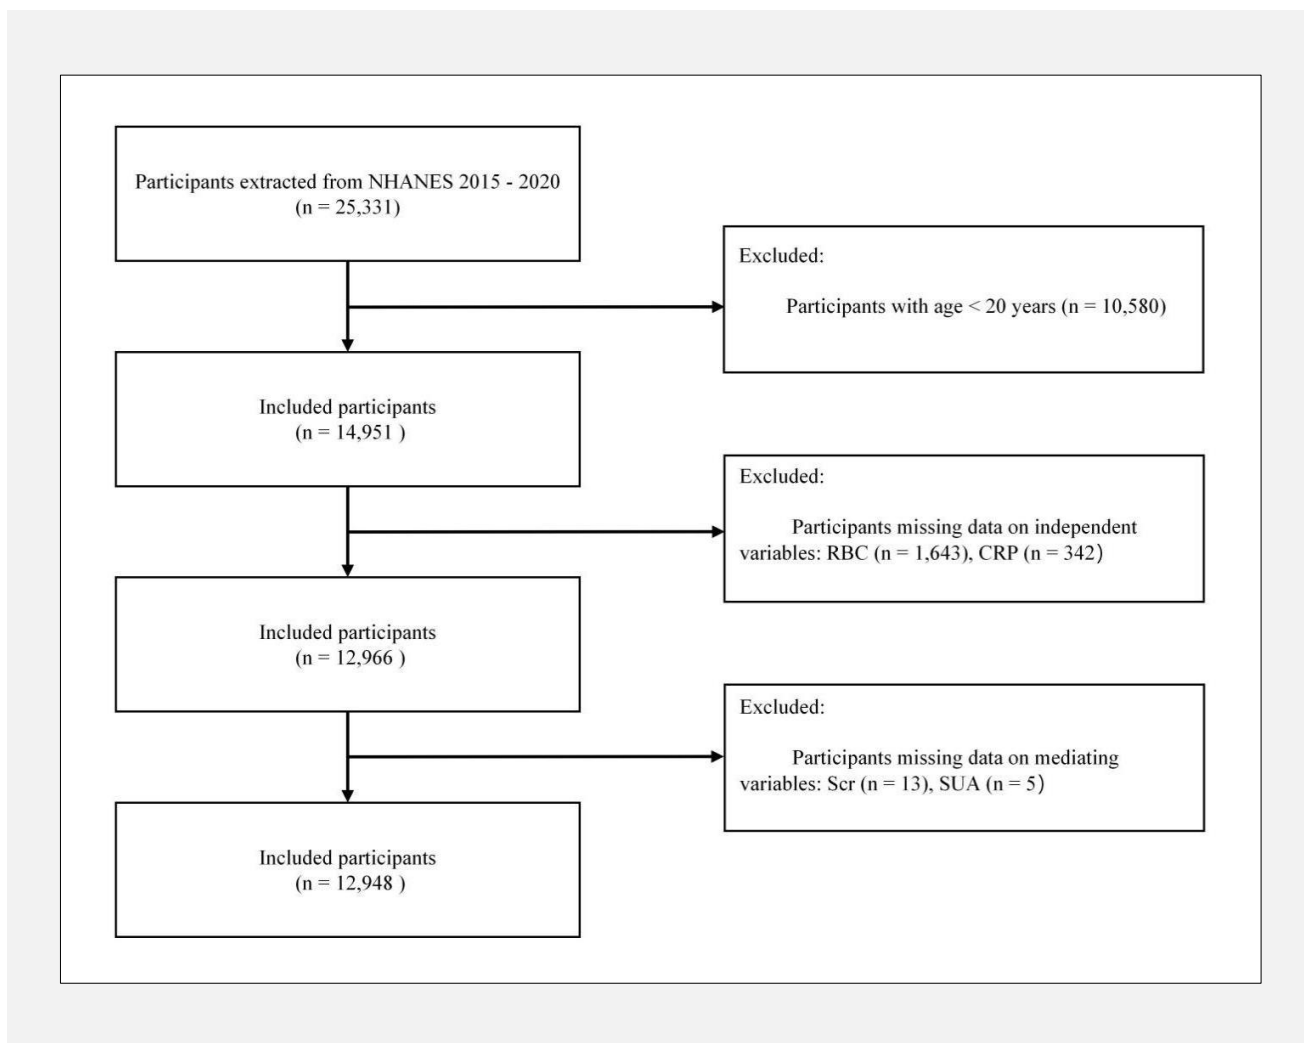 Participants extracted from NHANES 2015 - 2020
(n = 25,331)
Excluded:
Participants with age < 20 years (n = 10,580)
Included participants
(n = 14,951 )
Excluded:
Participants missing data on independent
variables: RBC (n = 1,643), CRP (n = 342)
Included participants
(n = 12,966 )
Excluded:
Participants missing data on mediating
variables: Scr (n = 13), SUA (n = 5)
Included participants
(n = 12,948 )